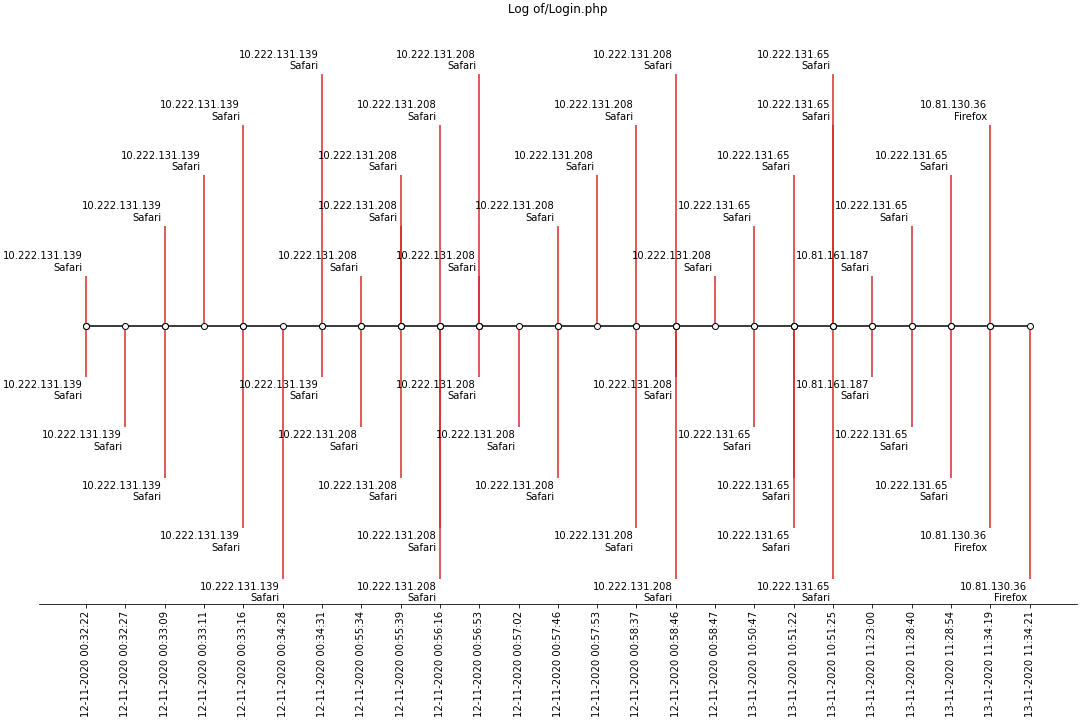 Log of/Login.php
10.222.131.139
Safari
10.222.131.208
Safari
10.222.131.208
Safari
10.222.131.65
Safari
10.222.131.139
Safari
10.222.131.208
Safari
10.222.131.208
Safari
10.222.131.65
Safari
10.81.130.36
Firefox
10.222.131.139
Safari
10.222.131.208
Safari
10.222.131.208
Safari
10.222.131.65
Safari
10.222.131.65
Safari
10.222.131.139
Safari
10.222.131.208
Safari
10.222.131.208
Safari
10.222.131.65
Safari
10.222.131.65
Safari
10.222.131.139
Safari
10.222.131.208
Safari
10.222.131.208
Safari
10.222.131.208
Safari
10.81.161.187
Safari
10.222.131.139
Safari
10.222.131.139
Safari
10.222.131.208
Safari
10.222.131.208
Safari
10.81.161.187
Safari
10.222.131.139
Safari
10.222.131.208
Safari
10.222.131.208
Safari
10.222.131.65
Safari
10.222.131.65
Safari
10.222.131.139
Safari
10.222.131.208
Safari
10.222.131.208
Safari
10.222.131.65
Safari
10.222.131.65
Safari
10.222.131.139
Safari
10.222.131.208
Safari
10.222.131.208
Safari
10.222.131.65
Safari
10.81.130.36
Firefox
10.222.131.139
Safari
10.222.131.208
Safari
10.222.131.208
Safari
10.222.131.65
Safari
10.81.130.36
Firefox
12-11-2020 00:32:22
12-11-2020 00:32:27
12-11-2020 00:33:09
12-11-2020 00:33:11
12-11-2020 00:33:16
12-11-2020 00:34:28
12-11-2020 00:34:31
12-11-2020 00:55:34
12-11-2020 00:55:39
12-11-2020 00:56:16
12-11-2020 00:56:53
12-11-2020 00:57:02
12-11-2020 00:57:46
12-11-2020 00:57:53
12-11-2020 00:58:37
12-11-2020 00:58:46
12-11-2020 00:58:47
13-11-2020 10:50:47
13-11-2020 10:51:22
13-11-2020 10:51:25
13-11-2020 11:23:00
13-11-2020 11:28:40
13-11-2020 11:28:54
13-11-2020 11:34:19
13-11-2020 11:34:21